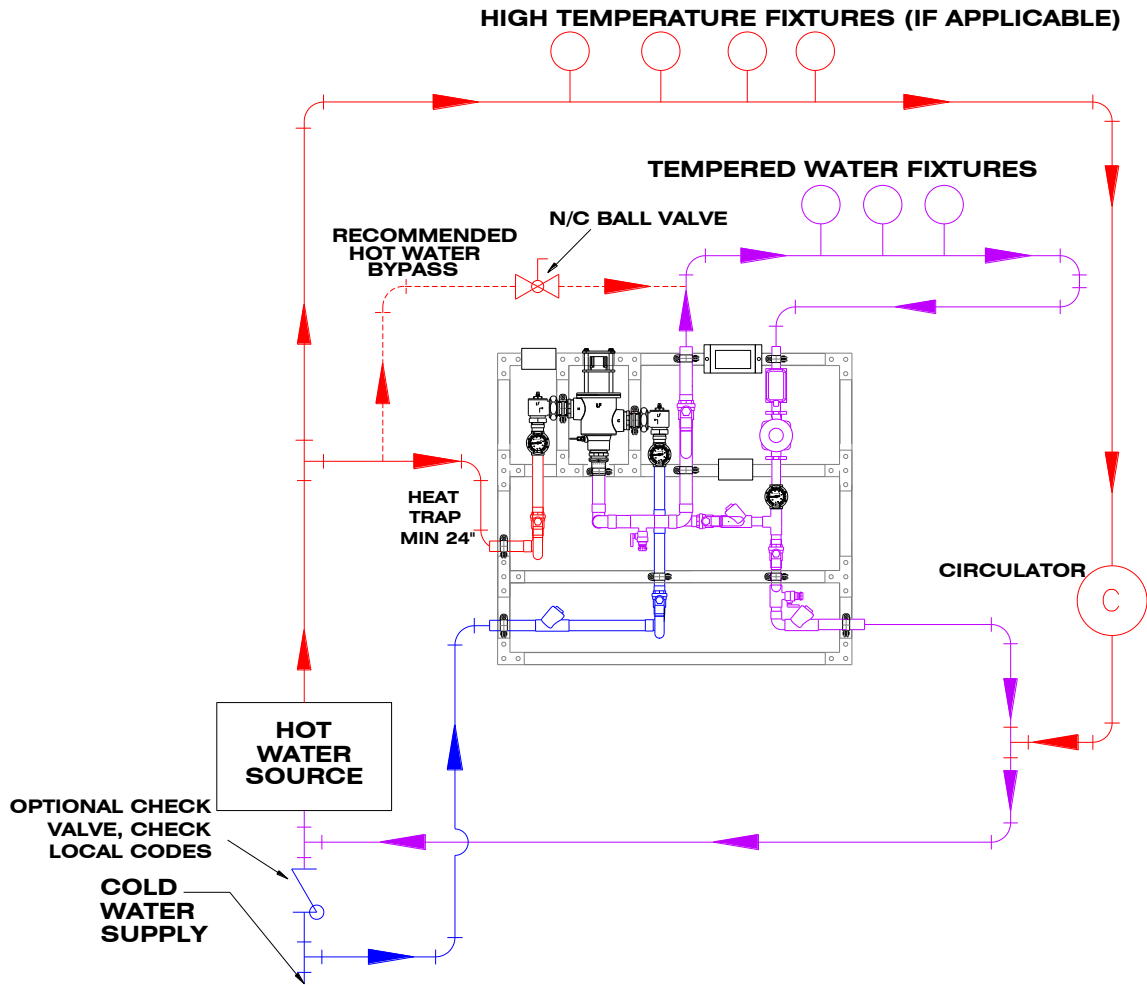 HIGH TEMPERATURE FIXTURES (IF APPLICABLE)
TEMPERED WATER FIXTURES
N/C BALL VALVE
RECOMMENDED
HOT WATER
BYPASS
LF
HEAT
TRAP
MIN 24"
CIRCULATOR
C
HOT
WATER
SOURCE
OPTIONAL CHECK
VALVE, CHECK
LOCAL CODES
COLD
WATER
SUPPLY